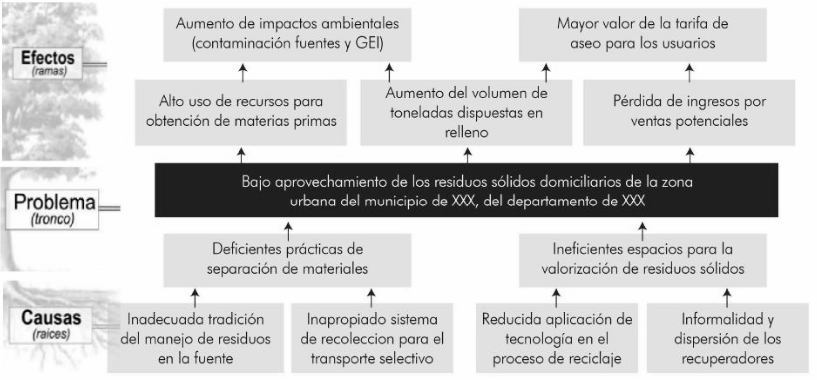 Efectos
(ramas)
Aumento de impactos ambientales
(contaminación fuentes y GEI)
Mayor valor de la tarifa de
aseo para los usuarios
Alto uso de recursos para
obtención de materias primas
Aumento del volumen de
toneladas dispuestas en
relleno
Pérdida de ingresos por
ventas potenciales
Problema
(tronco)
Bajo aprovechamiento de los residuos sólidos domiciliarios de la zona
urbana del municipio de XXX, del departamento de XXX
Deficientes prácticas de
separación de materiales
Ineficientes espacios para la
valorización de residuos sólidos
Causas
(raices)
Inadecuada tradición
del manejo de residuos
en la fuente
Inapropiado sistema
de recoleccion para el
transporte selectivo
Reducida aplicación de
tecnología en el
proceso de reciclaje
Informalidad y
dispersión de los
recuperadores